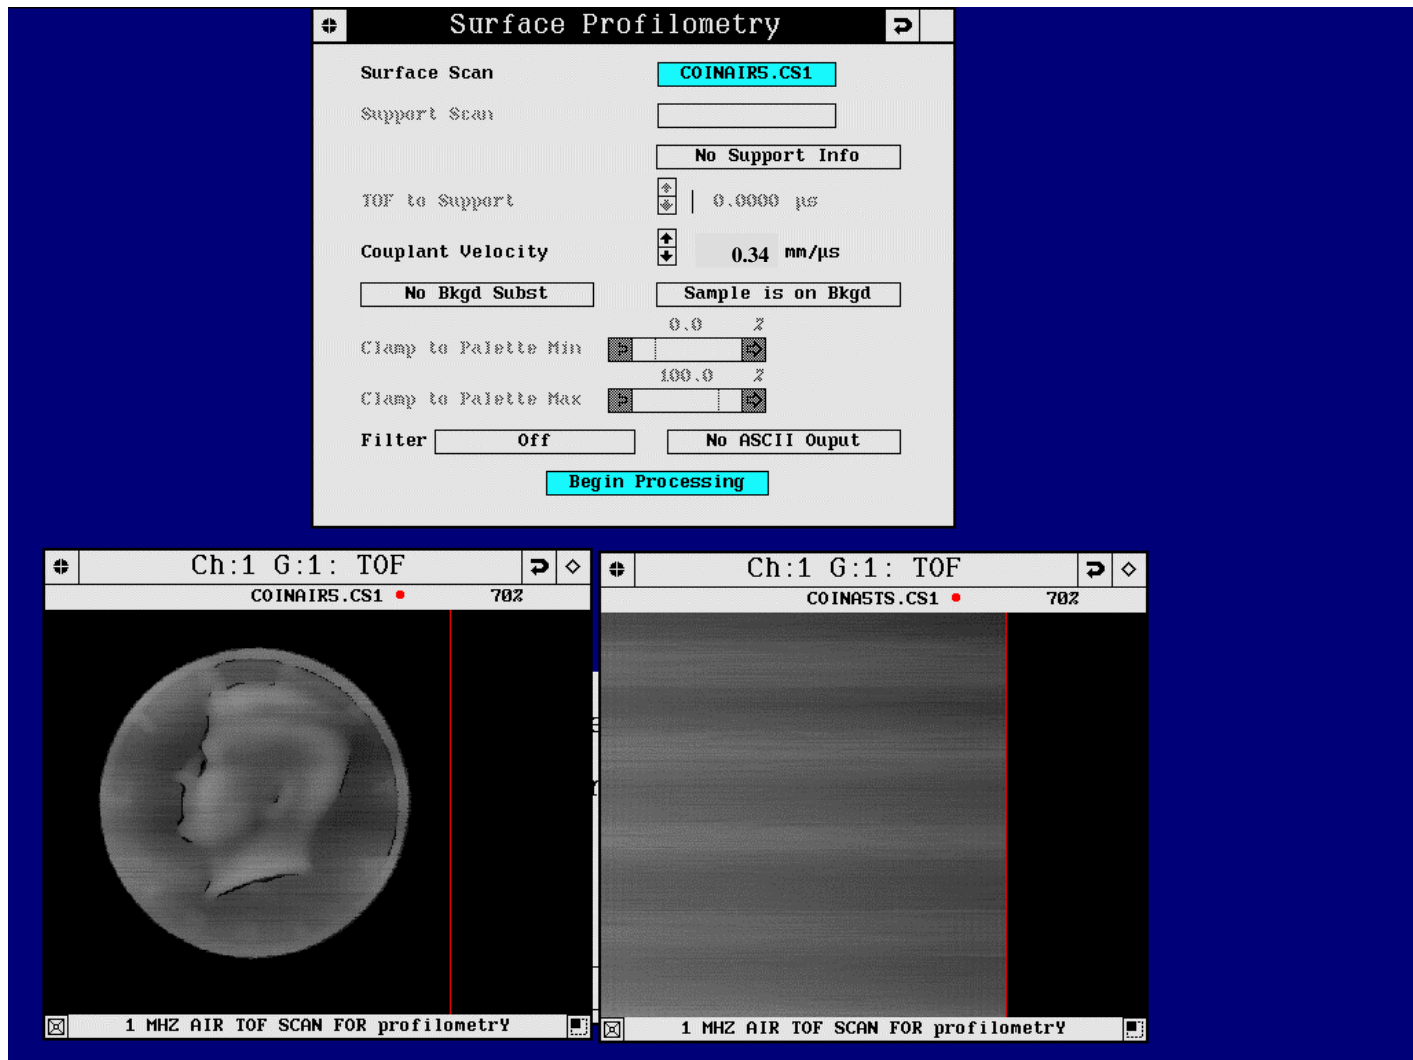 Surface Profilometry
Surface Scan COINAIR5.CS1
Support Scan
No Support Info
TOF to Support 0.0000 µs
Couplant Velocity 0.34 mm/µs
No Bkgd Subst Sample is on Bkgd
0.0 %
Clamp to Palette Min
100.0 %
Clamp to Palette Max
Filter Off No ASCII Ouput
Begin Processing
Ch:1 G:1: TOF
COINAIR5.CS1 70%
1 MHZ AIR TOF SCAN FOR profilometrY
Ch:1 G:1: TOF
COINA5TS.CS1 70%
1 MHZ AIR TOF SCAN FOR profilometrY